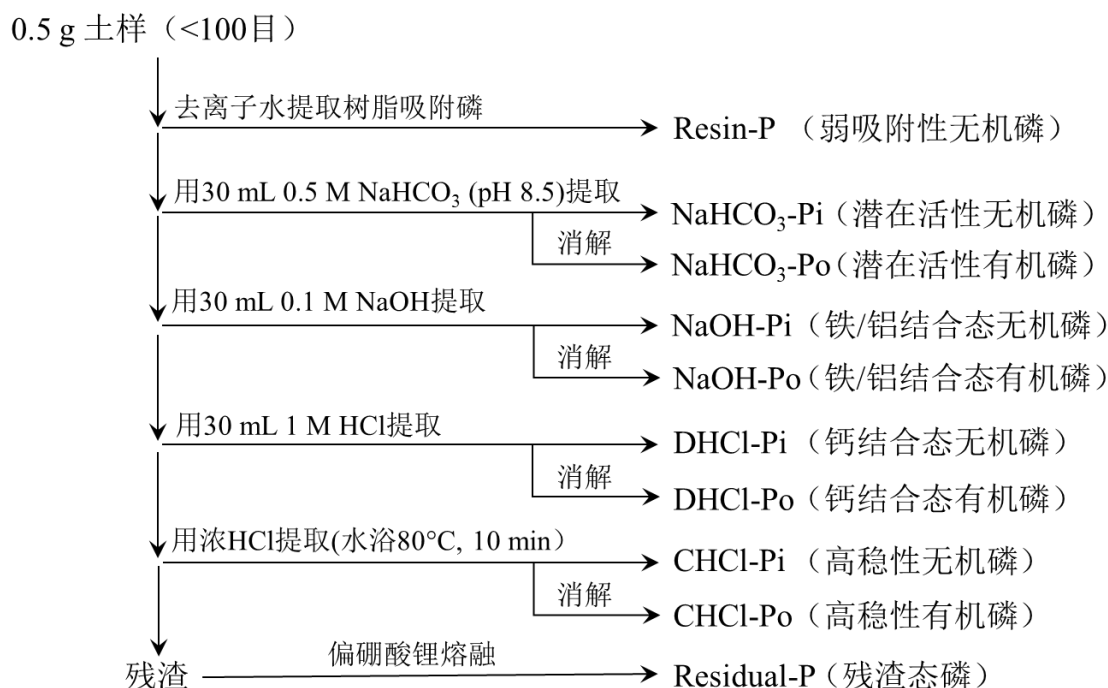 0.5 g 土样（<100目）
去离子水提取树脂吸附磷
Resin-P （弱吸附性无机磷）
用30 mL 0.5 M NaHCO₃ (pH 8.5)提取
NaHCO₃-Pi（潜在活性无机磷）
消解
NaHCO₃-Po（潜在活性有机磷）
用30 mL 0.1 M NaOH提取
NaOH-Pi（铁/铝结合态无机磷）
消解
NaOH-Po（铁/铝结合态有机磷）
用30 mL 1 M HCl提取
DHCl-Pi（钙结合态无机磷）
消解
DHCl-Po（钙结合态有机磷）
用浓HCl提取(水浴80°C, 10 min）
CHCl-Pi （高稳性无机磷）
消解
CHCl-Po（高稳性有机磷）
残渣
偏硼酸锂熔融
Residual-P（残渣态磷）